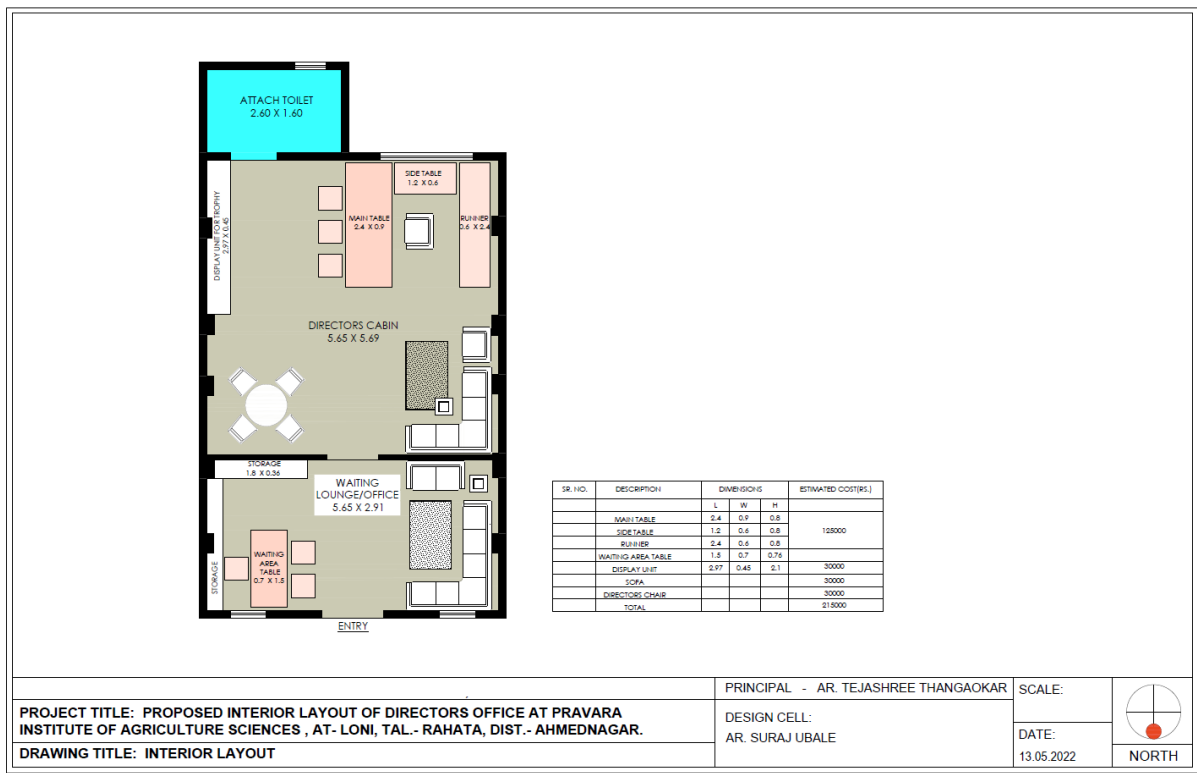 ATTACH TOILET
2.60 X 1.60
SIDE TABLE
1.2 X 0.6
DISPLAY UNIT FOR TROPHY
2.97 X 0.45
MAIN TABLE
2.4 X 0.9
RUNNER
0.6 X 2.4
DIRECTORS CABIN
5.65 X 5.69
STORAGE
1.8 X 0.36
WAITING
LOUNGE/OFFICE
5.65 X 2.91
STORAGE
WAITING
AREA
TABLE
0.7 X 1.5
ENTRY
SR. NO. DESCRIPTION DIMENSIONS ESTIMATED COST(RS.)
L W H
MAIN TABLE 2.4 0.9 0.8
SIDE TABLE 1.2 0.6 0.8 125000
RUNNER 2.4 0.6 0.8
WAITING AREA TABLE 1.5 0.7 0.76
DISPLAY UNIT 2.97 0.45 2.1 30000
SOFA 30000
DIRECTORS CHAIR 30000
TOTAL 215000
PROJECT TITLE: PROPOSED INTERIOR LAYOUT OF DIRECTORS OFFICE AT PRAVARA
INSTITUTE OF AGRICULTURE SCIENCES , AT- LONI, TAL.- RAHATA, DIST.- AHMEDNAGAR.
DRAWING TITLE: INTERIOR LAYOUT
PRINCIPAL - AR. TEJASHREE THANGAOKAR
DESIGN CELL:
AR. SURAJ UBALE
SCALE:
DATE:
13.05.2022
NORTH